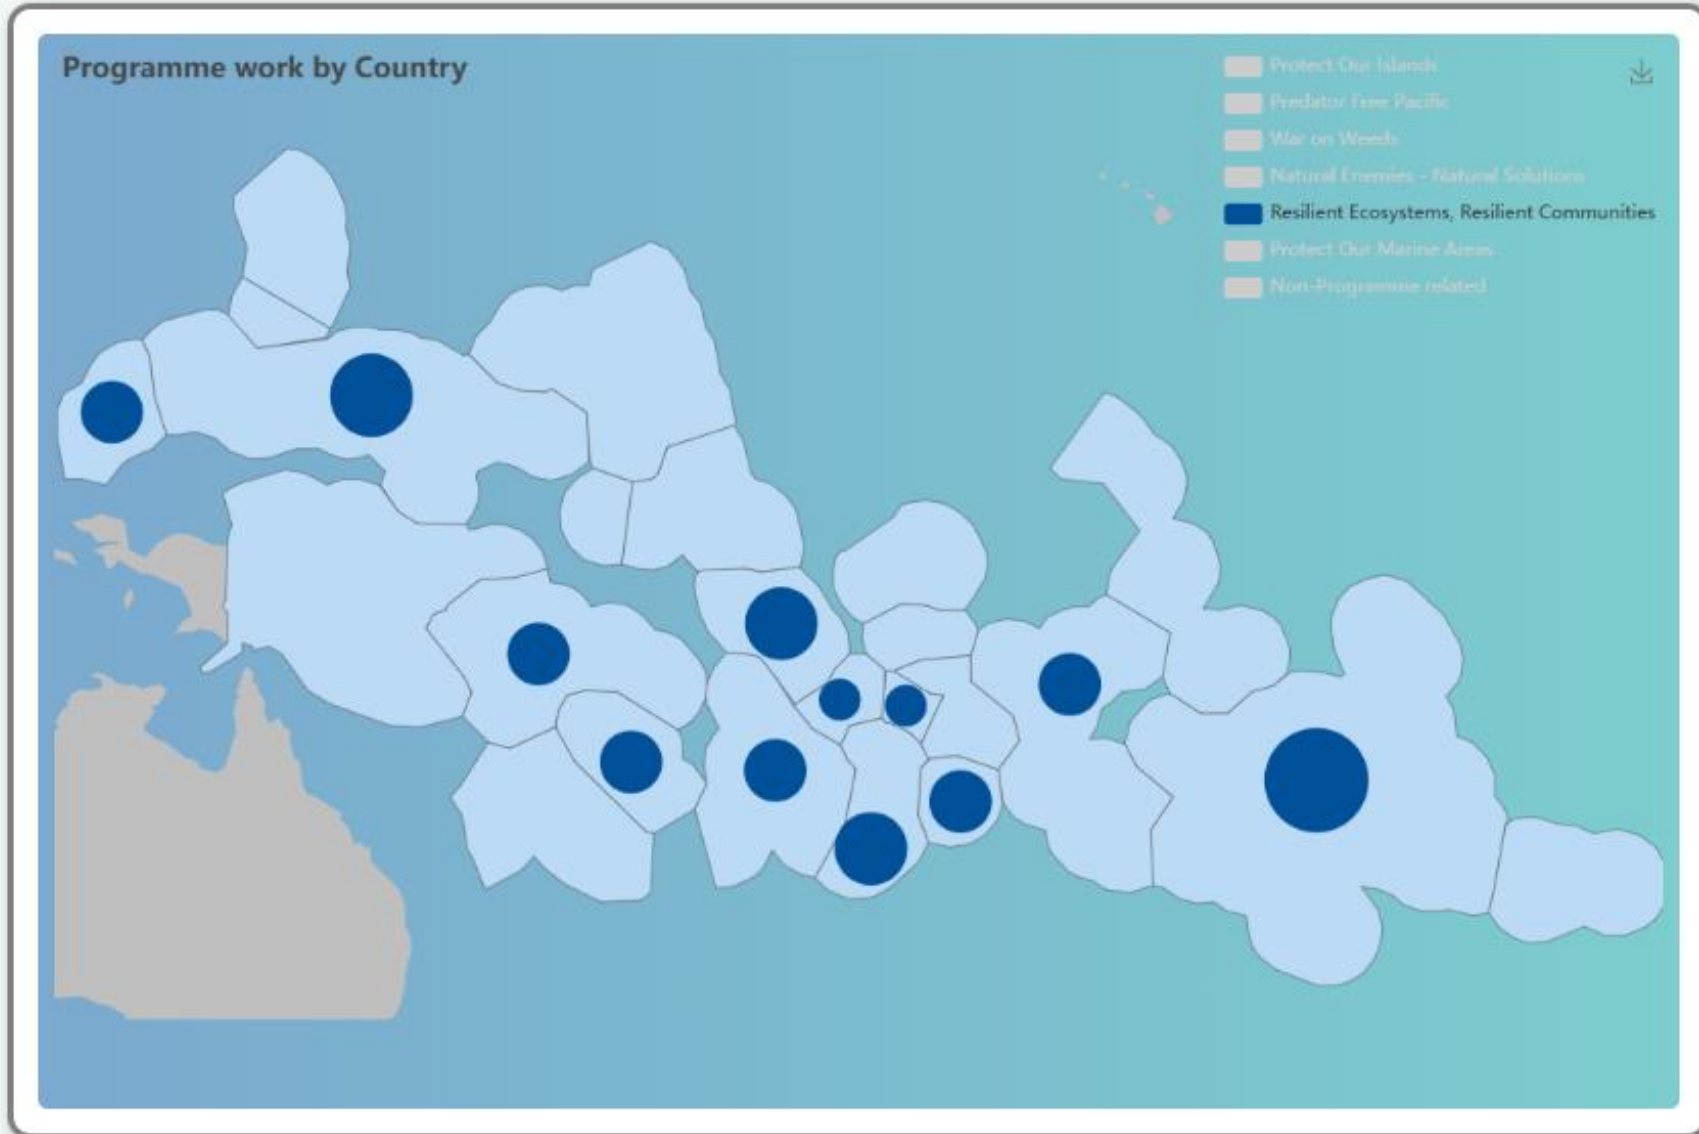 Programme work by Country
Protect Our Islands
Predator Free Pacific
War on Weeds
Natural Enemies - Natural Solutions
Resilient Ecosystems, Resilient Communities
Protect Our Marine Areas
Non-Programme related